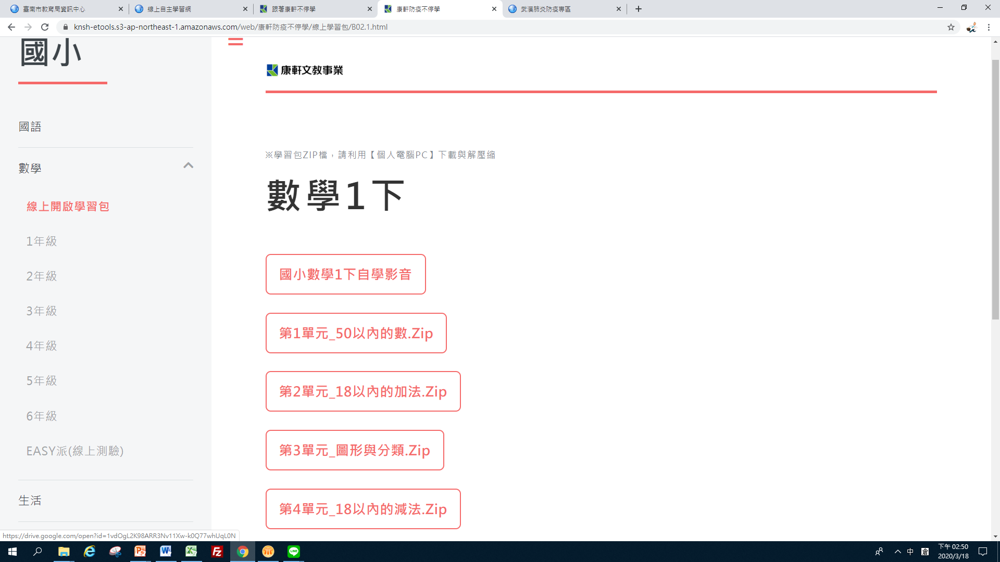 臺南市教育局資訊中心
線上自主學習網
跟著康軒不停學
康軒防疫不停學
武漢肺炎防疫專區
knsh-etools.s3-ap-northeast-1.amazonaws.com/web/康軒防疫不停學/線上學習包/B02.1.html
國小
國語
數學
線上開啟學習包
1年級
2年級
3年級
4年級
5年級
6年級
EASY派(線上測驗)
生活
康軒文教事業
※學習包ZIP檔，請利用【個人電腦PC】下載與解壓縮
數學1下
國小數學1下自學影音
第1單元_50以內的數.Zip
第2單元_18以內的加法.Zip
第3單元_圖形與分類.Zip
第4單元_18以內的減法.Zip
https://drive.google.com/open?id=1vdOgL2K98ARR3Nv11Xw-k0Q77whUqL0N
中
倉
下午 02:50
2020/3/18